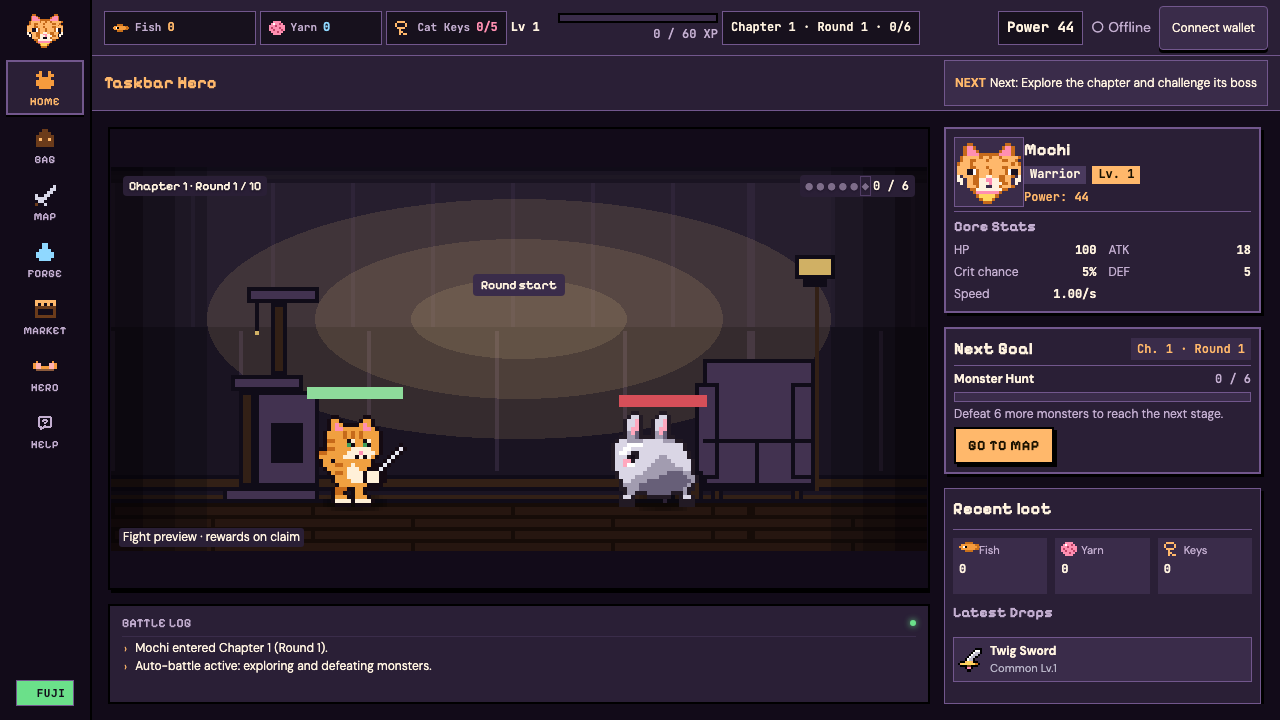 Fish 0
Yarn 0
Cat Keys 0/5
Lv 1
0 / 60 XP
Chapter 1 · Round 1 · 0/6
Power 44
Offline
Connect wallet
HOME
BAG
MAP
FORGE
MARKET
HERO
HELP
FUJI
Taskbar Hero
NEXT Next: Explore the chapter and challenge its boss
Chapter 1 · Round 1 / 10
0 / 6
Round start
Fight preview · rewards on claim
BATTLE LOG
› Mochi entered Chapter 1 (Round 1).
› Auto-battle active: exploring and defeating monsters.
Mochi
Warrior
Lv. 1
Power: 44
Core Stats
HP 100 ATK 18
Crit chance 5% DEF 5
Speed 1.00/s
Next Goal
Ch. 1 · Round 1
Monster Hunt 0 / 6
Defeat 6 more monsters to reach the next stage.
GO TO MAP
Recent loot
Fish
0
Yarn
0
Keys
0
Latest Drops
Twig Sword
Common Lv.1